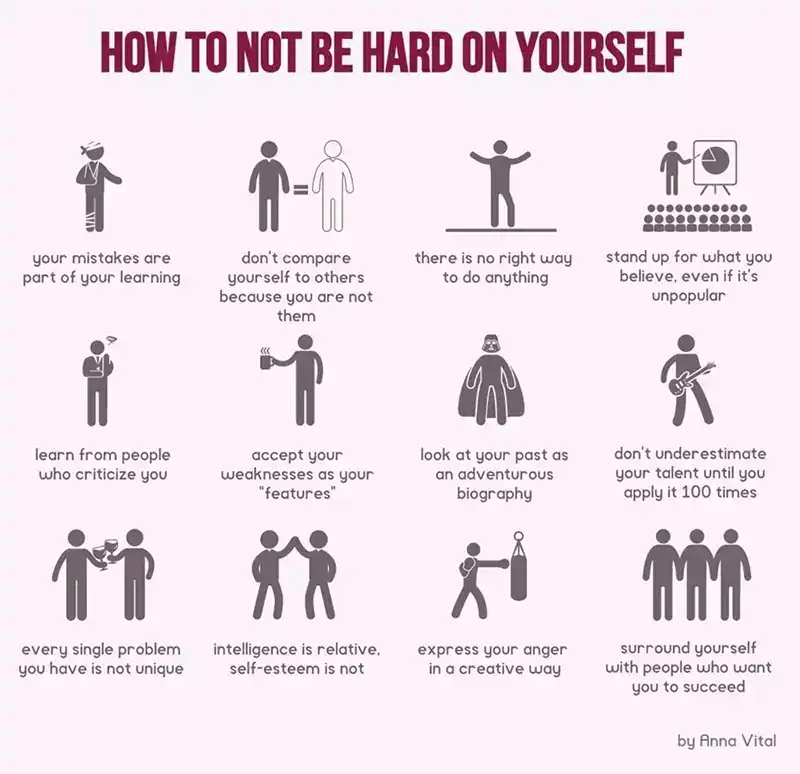 HOW TO NOT BE HARD ON YOURSELF
your mistakes are
part of your learning
don't compare
yourself to others
because you are not
them
there is no right way
to do anything
stand up for what you
believe, even if it's
unpopular
learn from people
who criticize you
accept your
weaknesses as your
"features"
look at your past as
an adventurous
biography
don't underestimate
your talent until you
apply it 100 times
every single problem
you have is not unique
intelligence is relative,
self-esteem is not
express your anger
in a creative way
surround yourself
with people who want
you to succeed
by Anna Vital